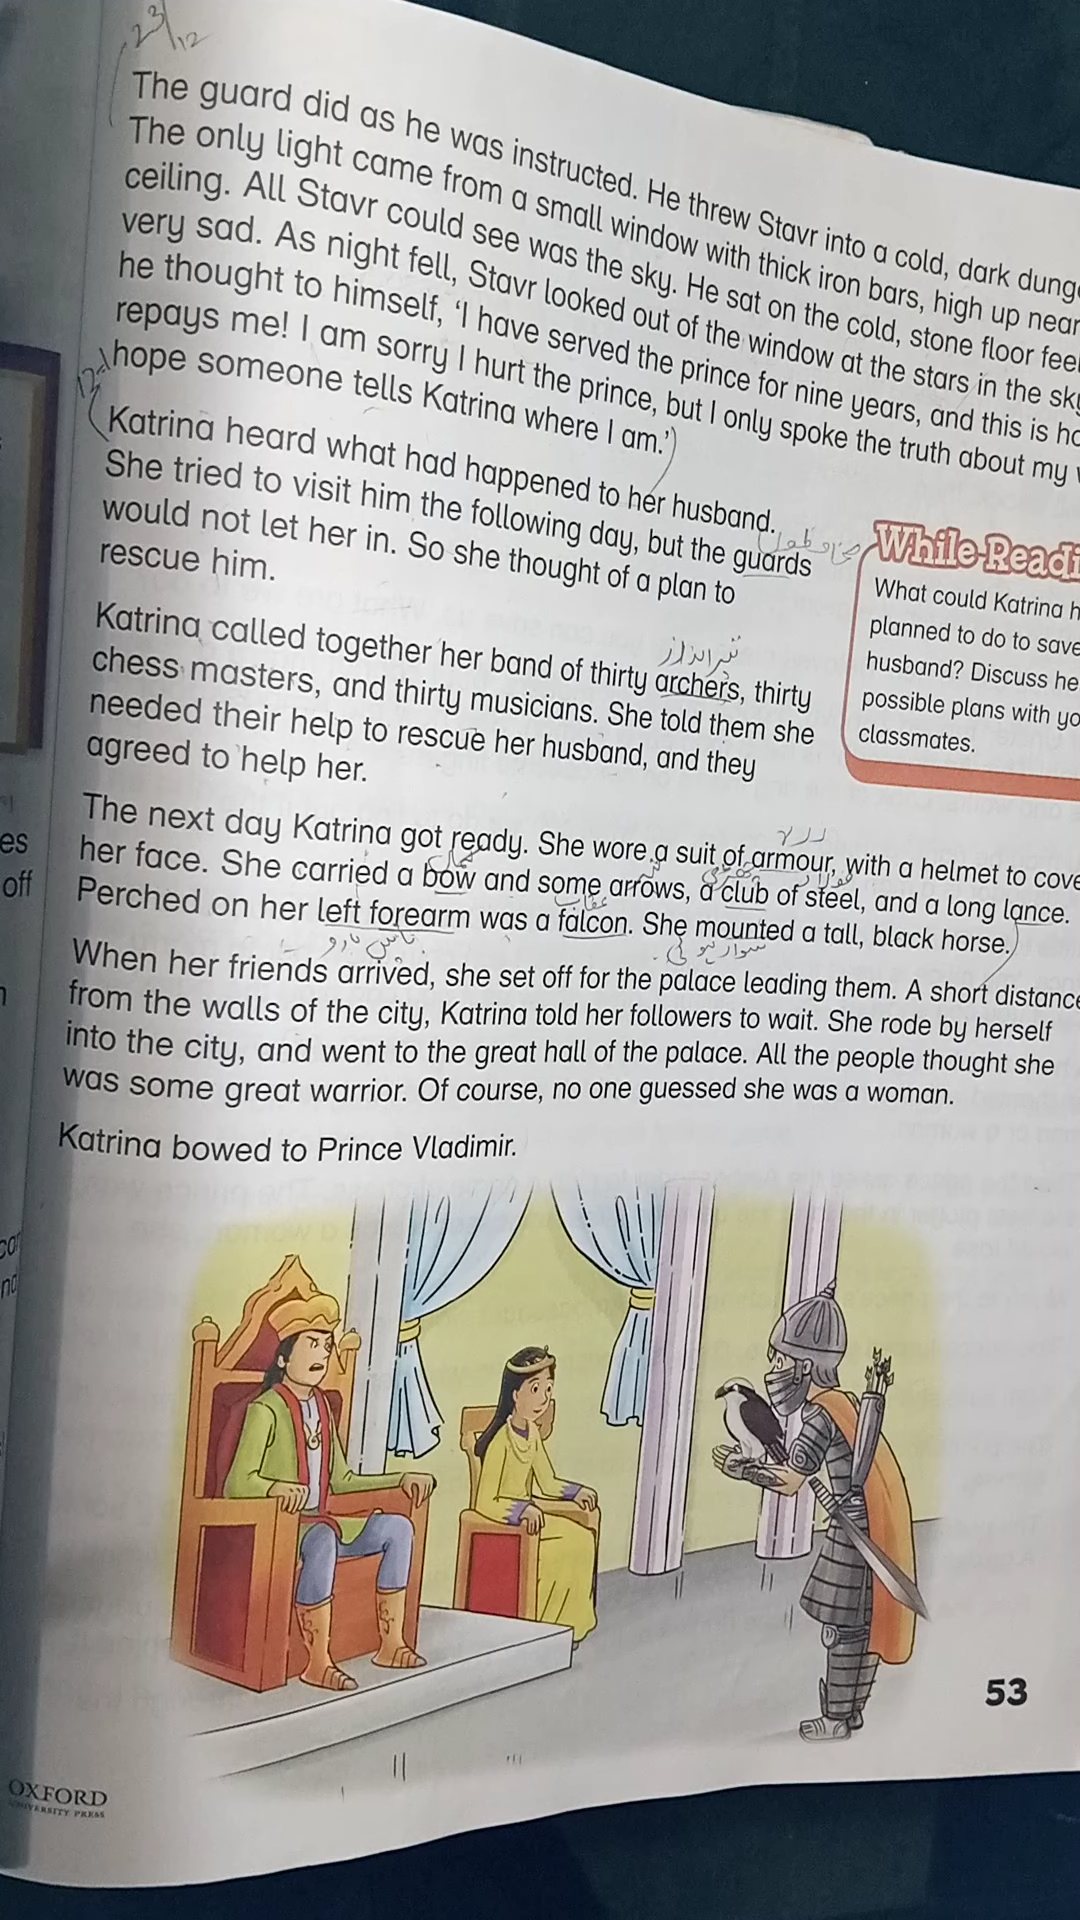 23/12
The guard did as he was instructed. He threw Stavr into a cold, dark
The only light came from a small window with thick iron bars, high up near
ceiling. All Stavr could see was the sky. He sat on the cold, stone floor
very sad. As night fell, Stavr looked out of the window at the stars in the
he thought to himself, 'I have served the prince for nine years, and this is
repays me! I am sorry I hurt the prince, but I only spoke the truth about my
hope someone tells Katrina where I am.'
Katrina heard what had happened to her husband.
She tried to visit him the following day, but the guards
would not let her in. So she thought of a plan to
rescue him.
While
What could Katrina
planned to do to
husband? Discuss
possible plans with
classmates.
تیرانداز
Katrina called together her band of thirty archers, thirty
chess masters, and thirty musicians. She told them she
needed their help to rescue her husband, and they
agreed to help her.
The next day Katrina got ready. She wore a suit of armour, with a helmet to
کمان
her face. She carried a bow and some arrows, a club of steel, and a long lance.
عقاب
Perched on her left forearm was a falcon. She mounted a tall, black horse.
When her friends arrived, she set off for the palace leading them. A short distance
from the walls of the city, Katrina told her followers to wait. She rode by herself
into the city, and went to the great hall of the palace. All the people thought she
was some great warrior. Of course, no one guessed she was a woman.
Katrina bowed to Prince Vladimir.
es
off
53
OXFORD
UNIVERSITY PRESS